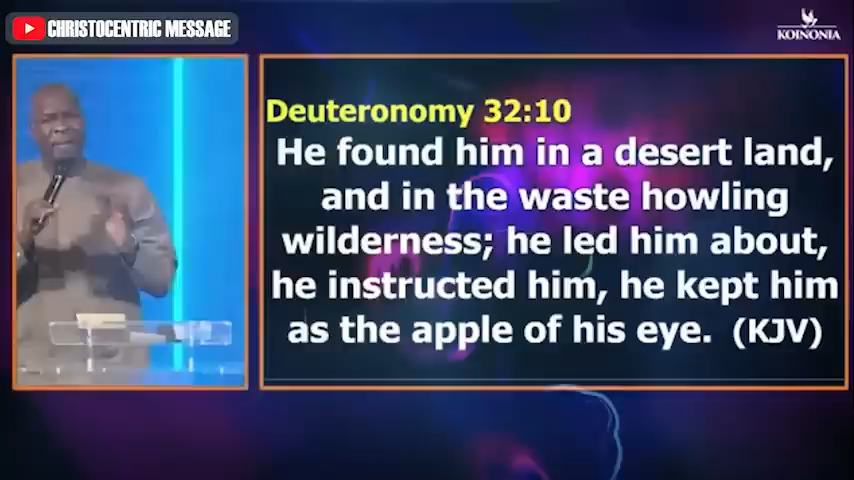 CHRISTOCENTRIC MESSAGE
KOINONIA
Deuteronomy 32:10
He found him in a desert land,
and in the waste howling
wilderness; he led him about,
he instructed him, he kept him
as the apple of his eye. (KJV)